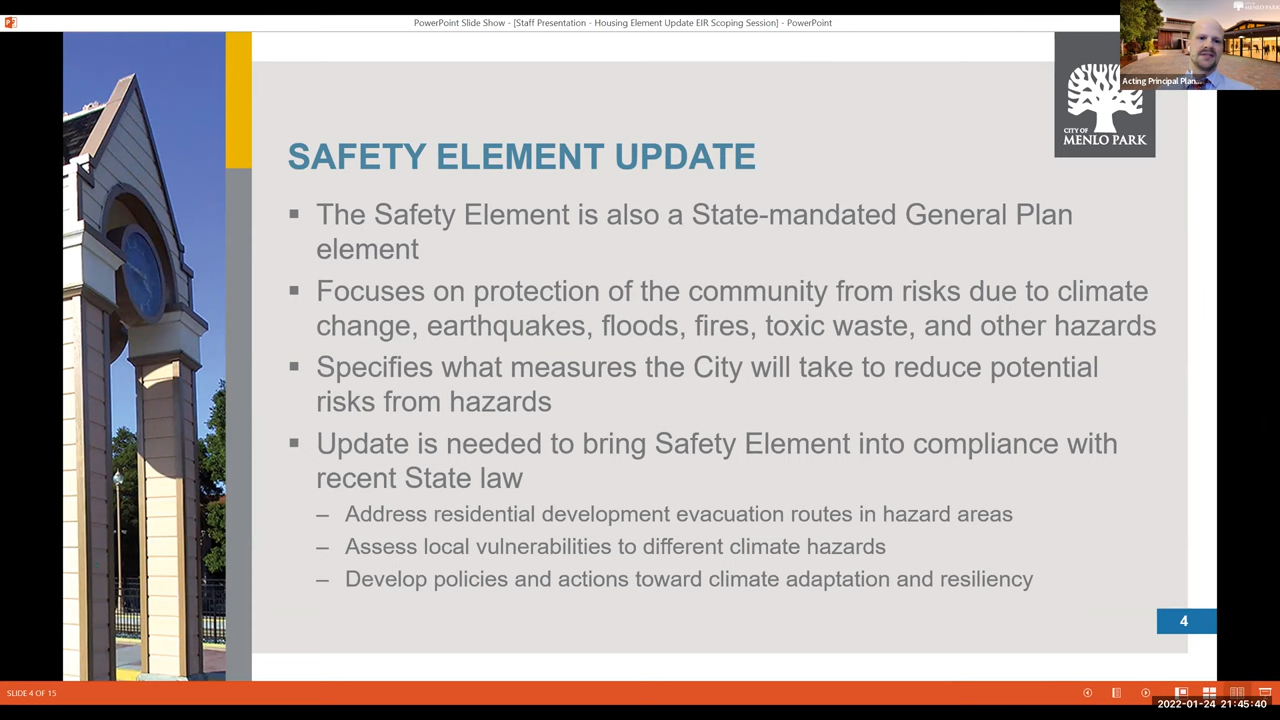 PowerPoint Slide Show - [Staff Presentation - Housing Element Update EIR Scoping Session] - PowerPoint
MENLO PARK
Acting Principal Plan...
CITY OF
MENLO PARK
SAFETY ELEMENT UPDATE
▪ The Safety Element is also a State-mandated General Plan
element
▪ Focuses on protection of the community from risks due to climate
change, earthquakes, floods, fires, toxic waste, and other hazards
▪ Specifies what measures the City will take to reduce potential
risks from hazards
▪ Update is needed to bring Safety Element into compliance with
recent State law
– Address residential development evacuation routes in hazard areas
– Assess local vulnerabilities to different climate hazards
– Develop policies and actions toward climate adaptation and resiliency
4
SLIDE 4 OF 15
2022-01-24 21:45:40